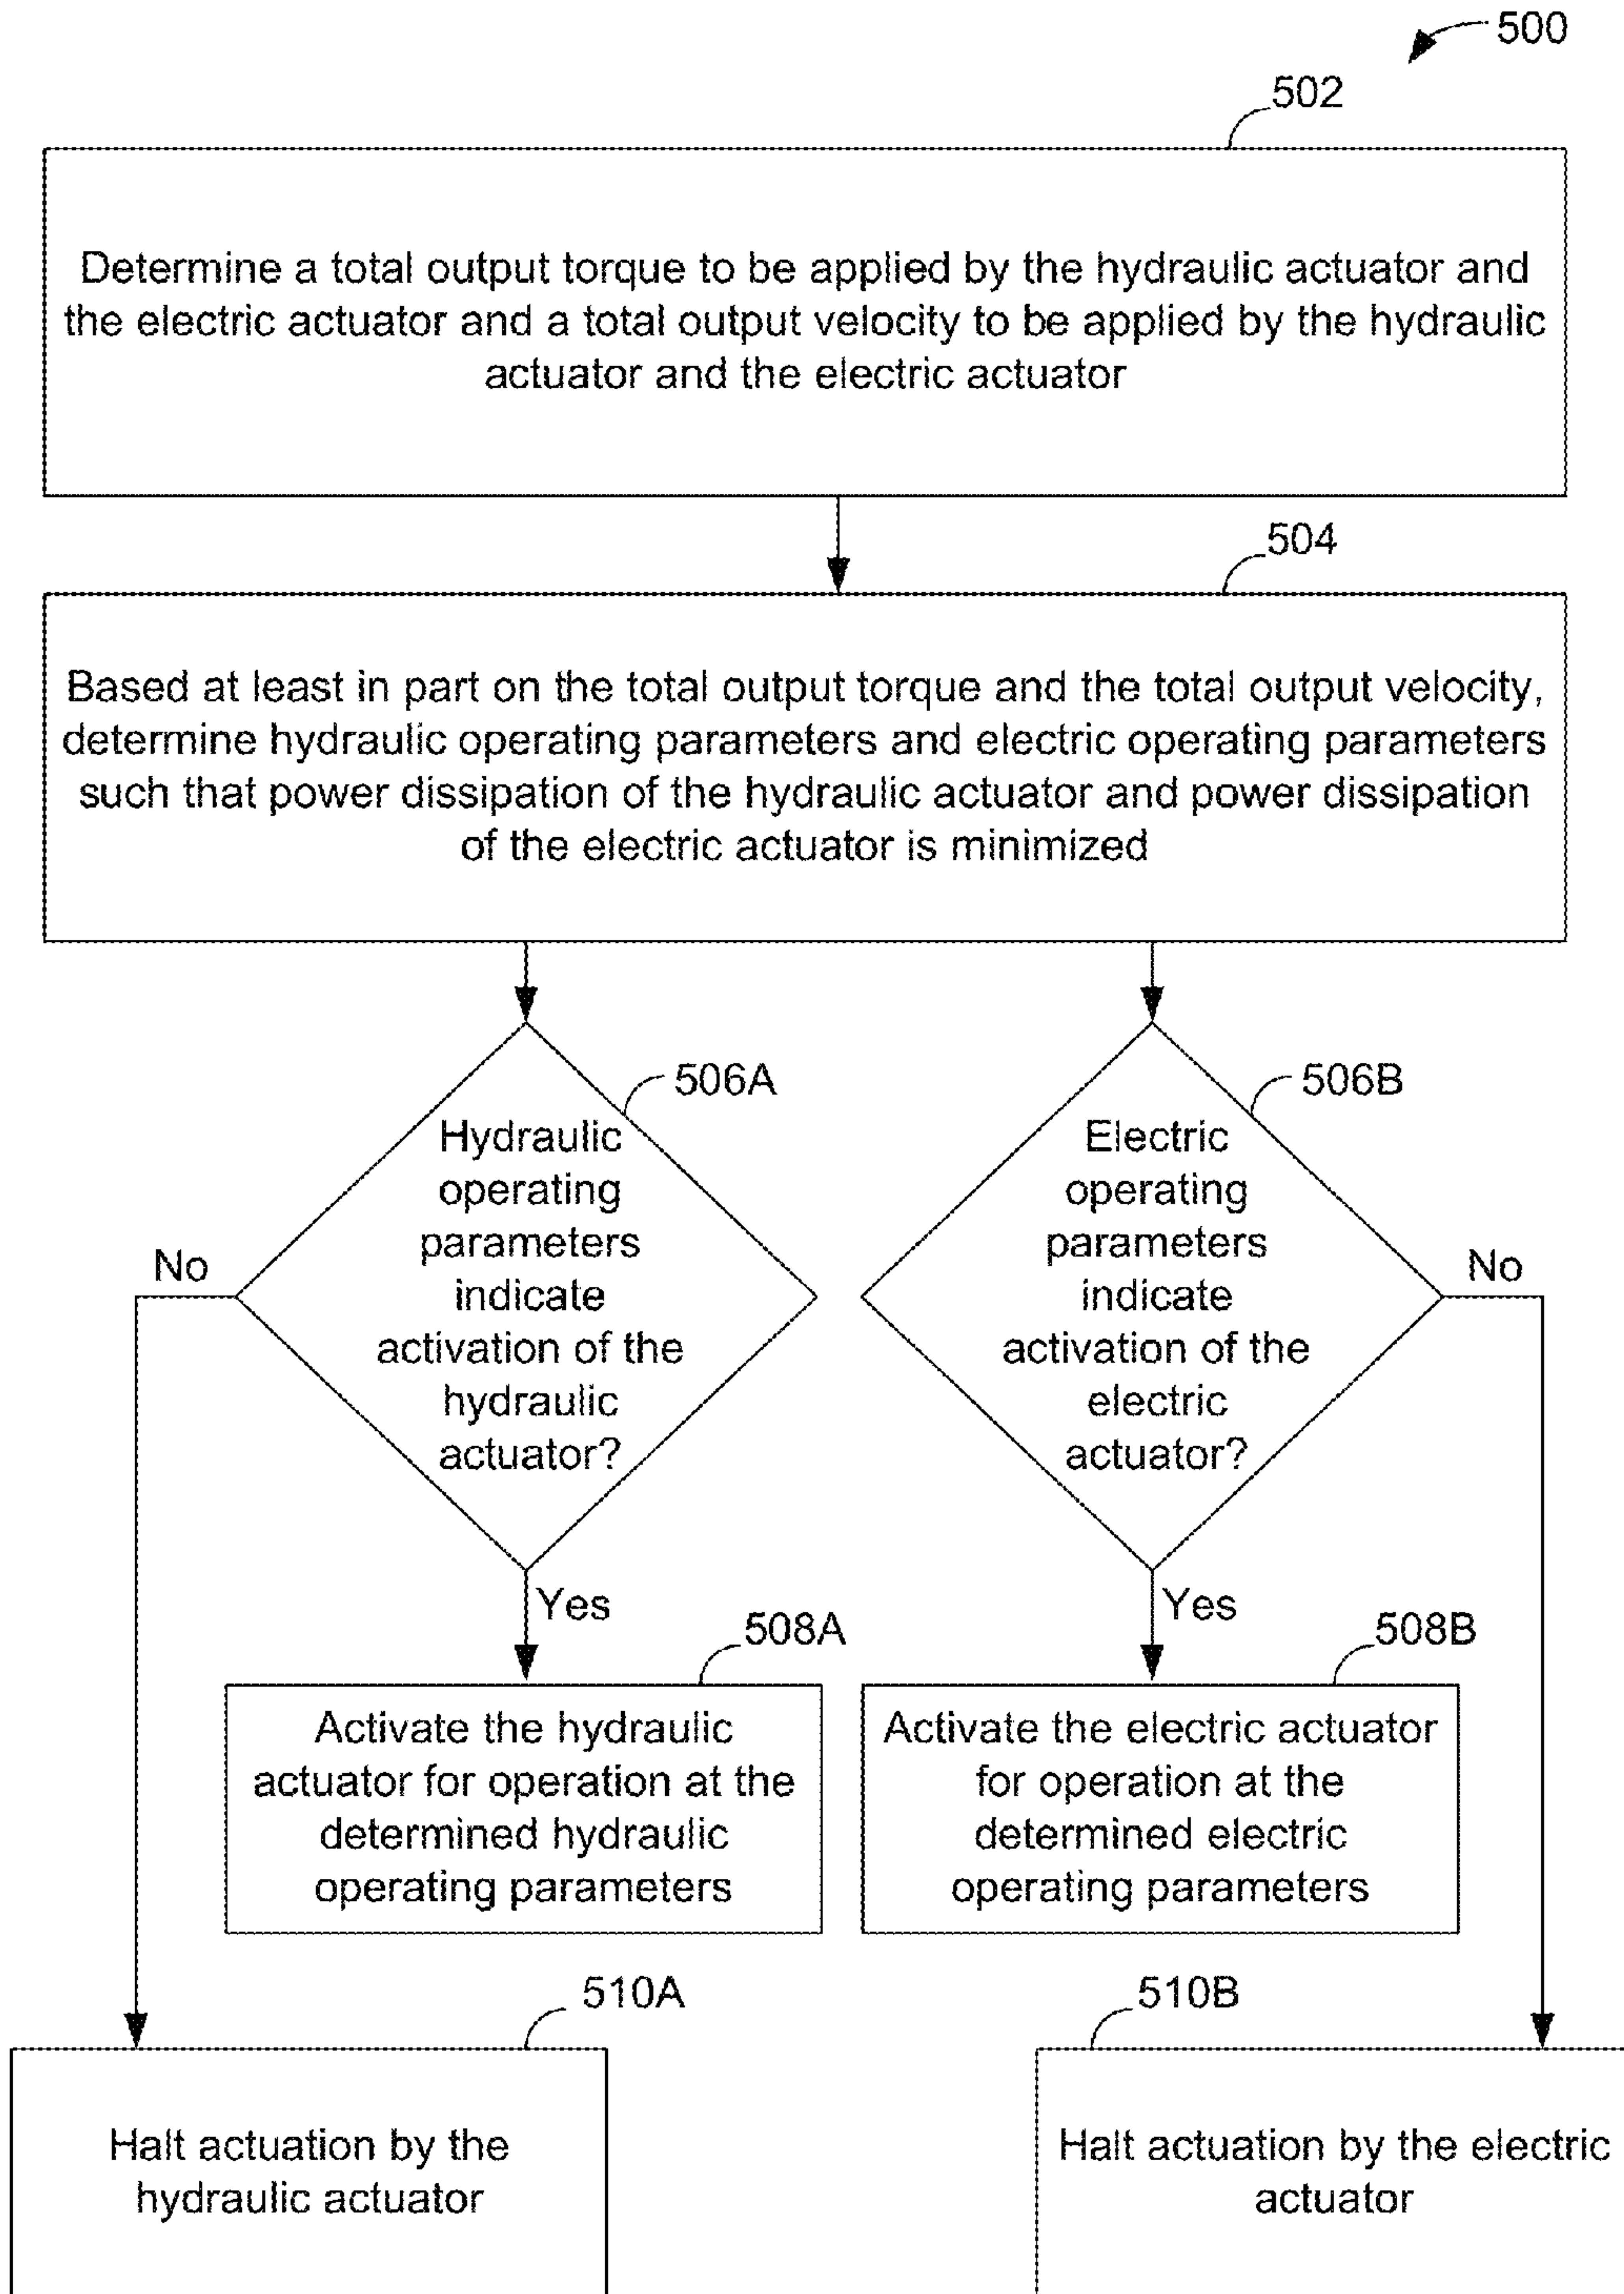 500
502
Determine a total output torque to be applied by the hydraulic actuator and
the electric actuator and a total output velocity to be applied by the hydraulic
actuator and the electric actuator
504
Based at least in part on the total output torque and the total output velocity,
determine hydraulic operating parameters and electric operating parameters
such that power dissipation of the hydraulic actuator and power dissipation
of the electric actuator is minimized
506A
Hydraulic
operating
parameters
indicate
activation of the
hydraulic
actuator?
No
Yes
506B
Electric
operating
parameters
indicate
activation of the
electric
actuator?
No
Yes
508A
Activate the hydraulic
actuator for operation at the
determined hydraulic
operating parameters
508B
Activate the electric actuator
for operation at the
determined electric
operating parameters
510A
Halt actuation by the
hydraulic actuator
510B
Halt actuation by the electric
actuator